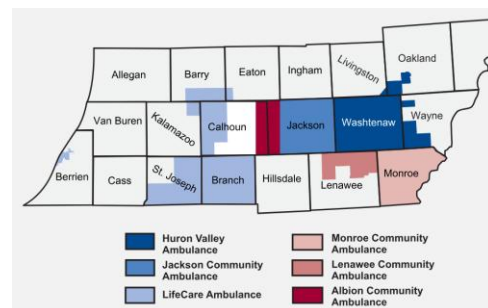 Oakland
Livingston
Allegan
Barry
Eaton
Ingham
Van Buren
Kalamazoo
Calhoun
Jackson
Washtenaw
Wayne
Berrien
Cass
St. Joseph
Branch
Hillsdale
Lenawee
Monroe
Huron Valley
Ambulance
Jackson Community
Ambulance
LifeCare Ambulance
Monroe Community
Ambulance
Lenawee Community
Ambulance
Albion Community
Ambulance